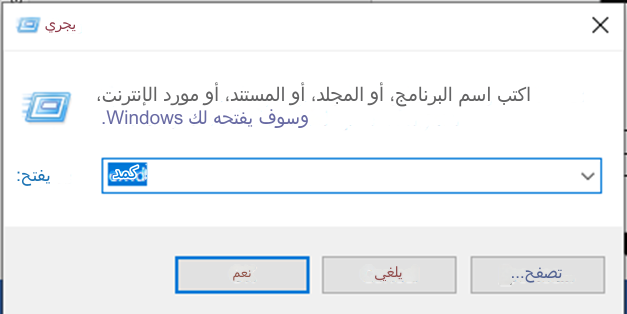 يجري
اكتب اسم البرنامج، أو المجلد، أو المستند، أو مورد الإنترنت،
وسوف يفتحه لك Windows.
يفتح:
كمد
نعم
يلغي
تصفح...